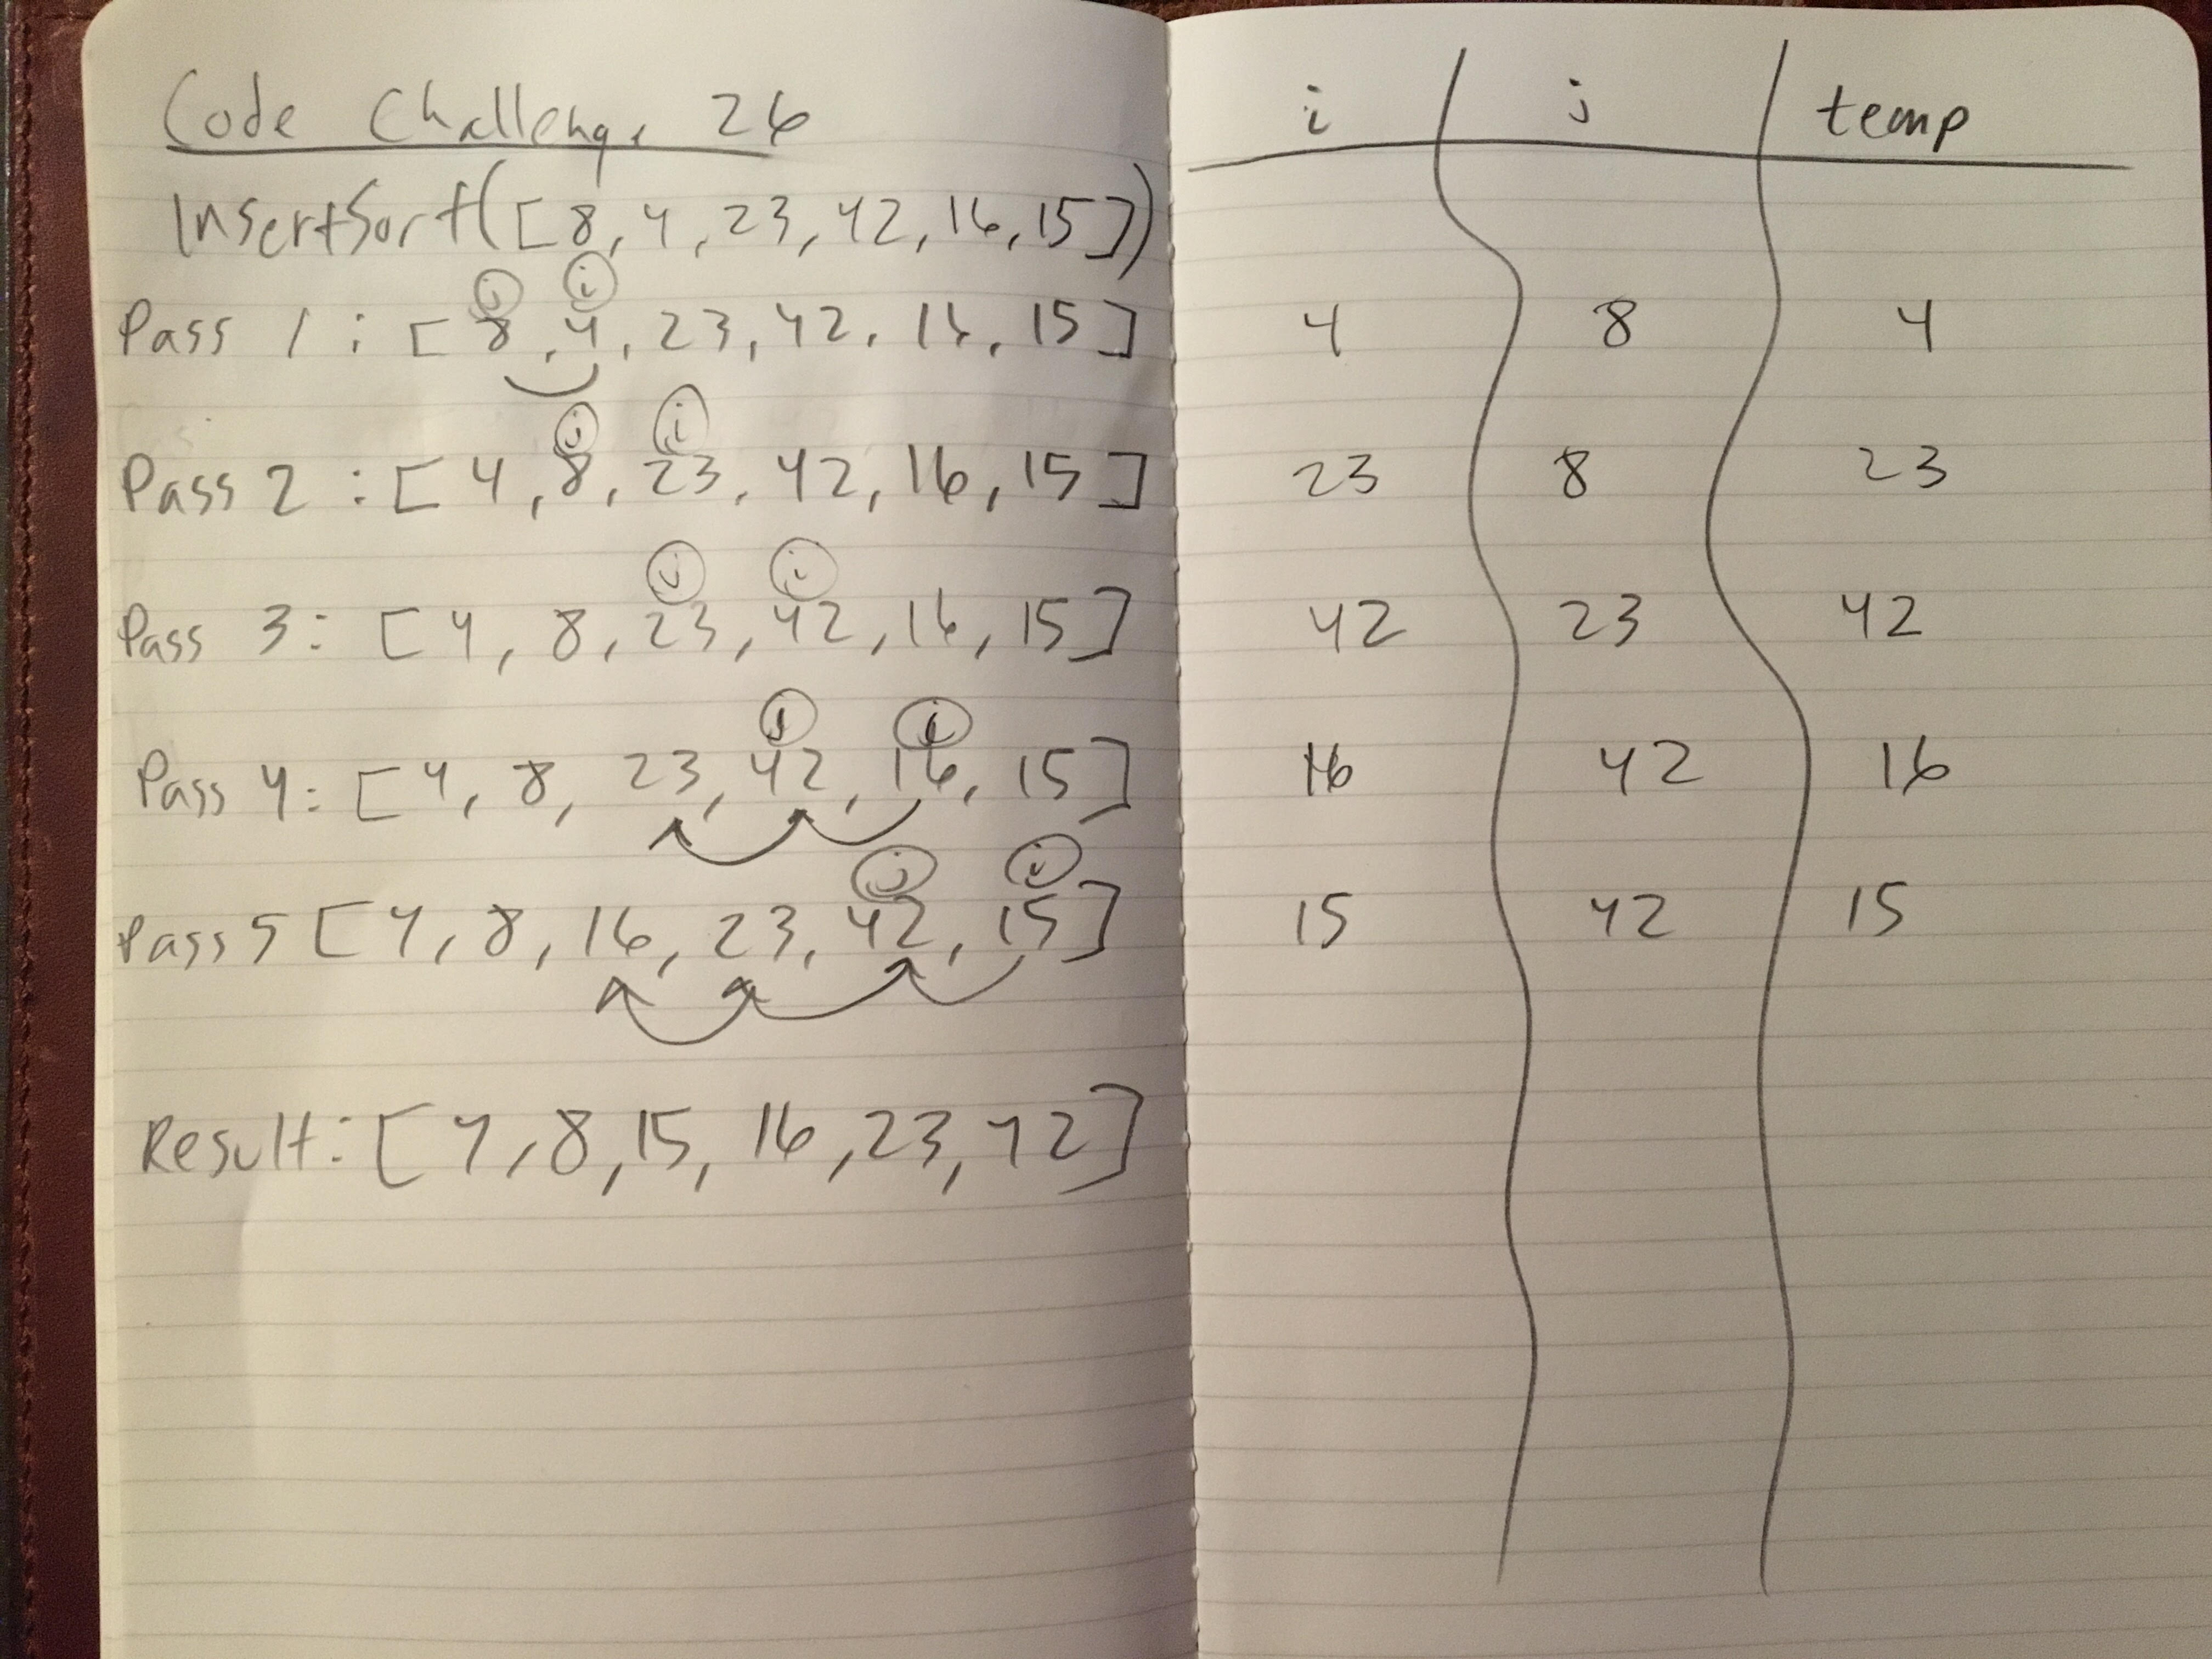 Code Challenge 26
InsertSort([8, 4, 23, 42, 16, 15])
j i
Pass 1: [8, 4, 23, 42, 16, 15]
j i
Pass 2: [4, 8, 23, 42, 16, 15]
j i
Pass 3: [4, 8, 23, 42, 16, 15]
j i
Pass 4: [4, 8, 23, 42, 16, 15]
j i
Pass 5 [4, 8, 16, 23, 42, 15]
Result: [4, 8, 15, 16, 23, 42]
i j temp
4 8 4
23 8 23
42 23 42
16 42 16
15 42 15